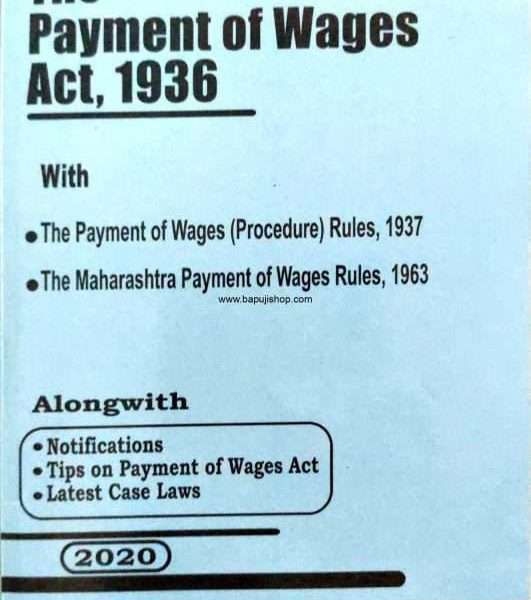 The
Payment of Wages
Act, 1936
With
• The Payment of Wages (Procedure) Rules, 1937
• The Maharashtra Payment of Wages Rules, 1963
www.bapujishop.com
Alongwith
• Notifications
• Tips on Payment of Wages Act
• Latest Case Laws
2020